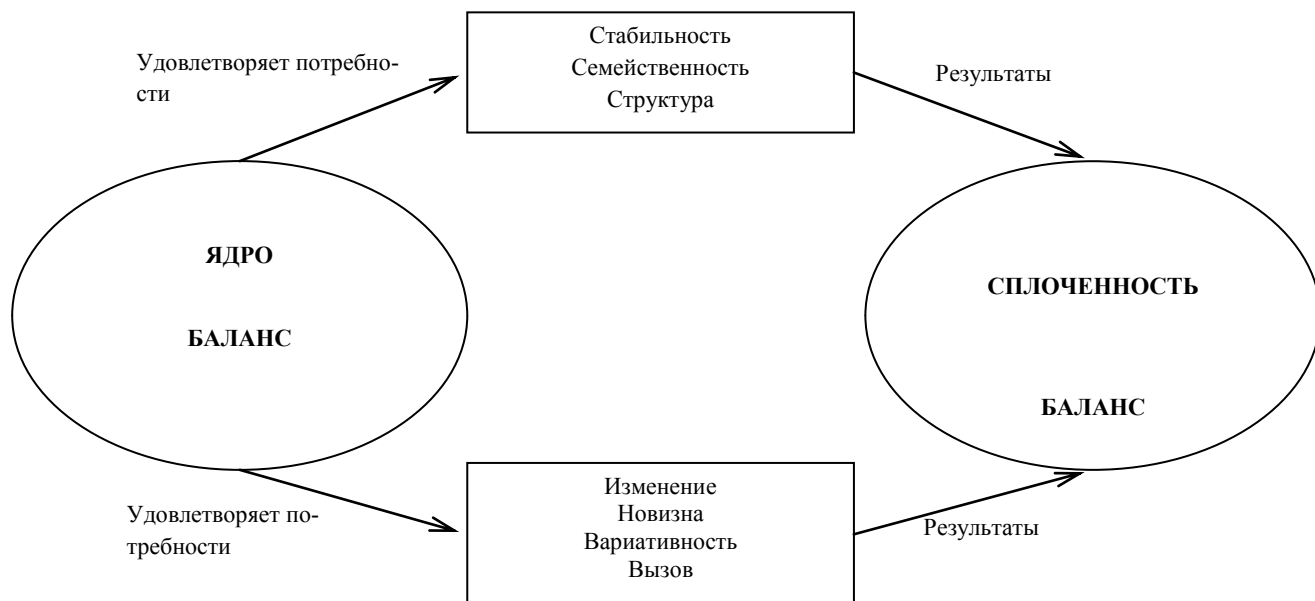 Удовлетворяет потребно-
сти
Стабильность
Семейственность
Структура
Результаты
ЯДРО
БАЛАНС
СПЛОЧЕННОСТЬ
БАЛАНС
Удовлетворяет по-
требности
Изменение
Новизна
Вариативность
Вызов
Результаты